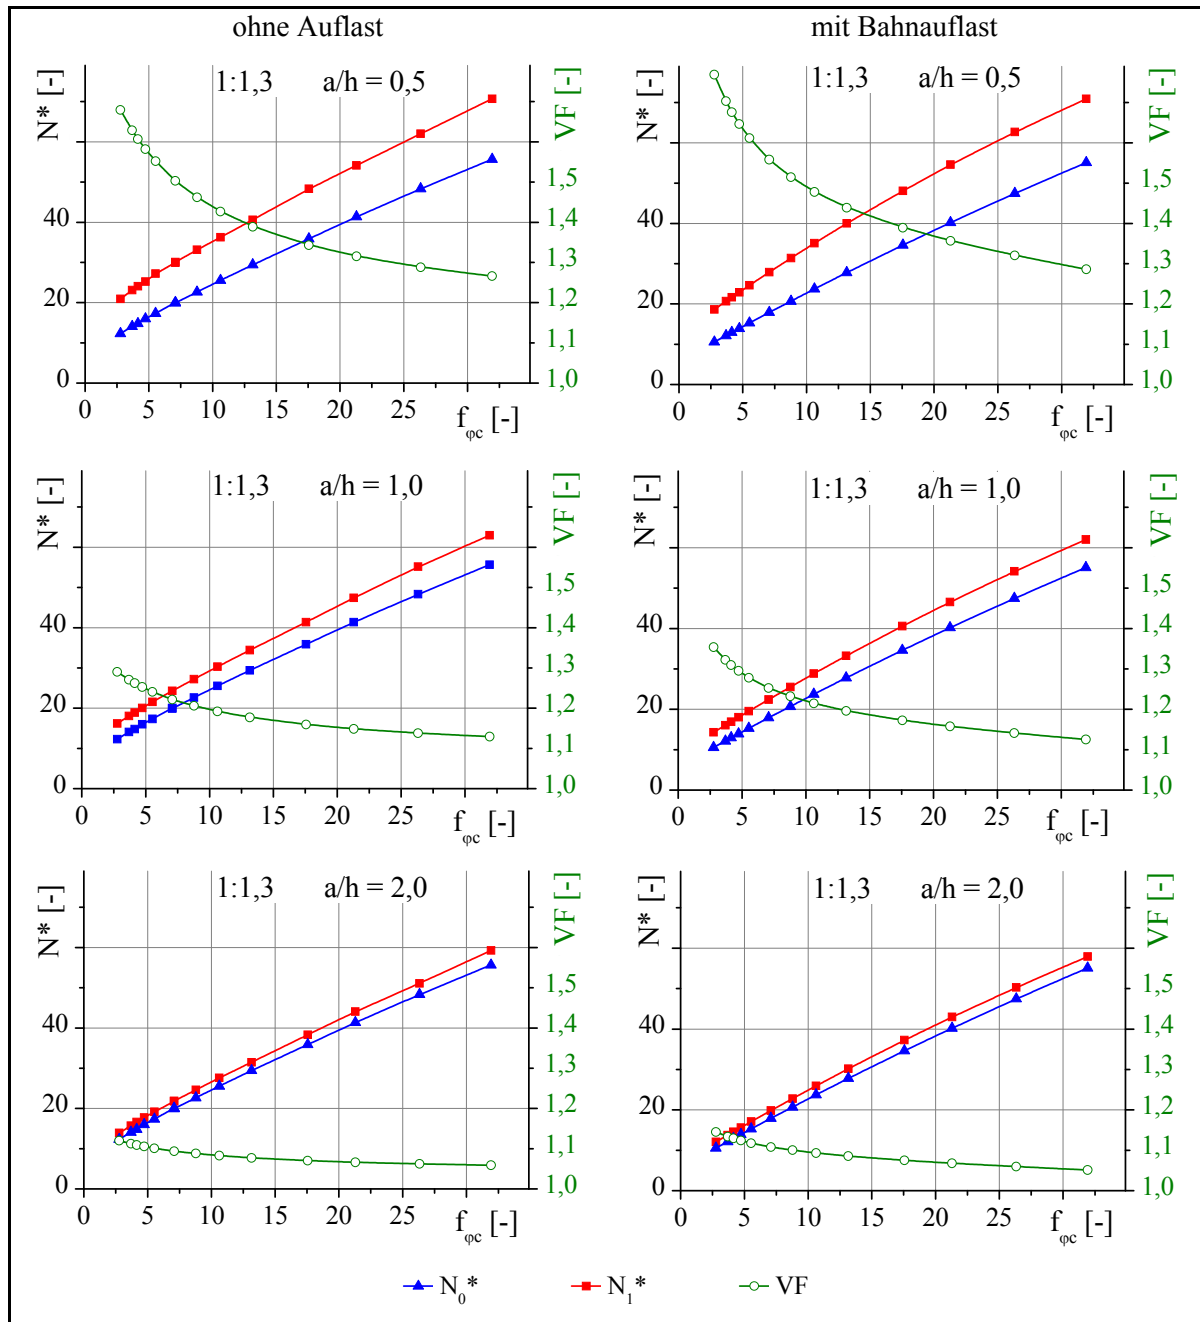 ohne Auflast
mit Bahnauflast
N* [-]
1:1,3 a/h = 0,5
VF [-]
40
20
0
1,5
1,4
1,3
1,2
1,1
1,0
0 5 10 15 20 25
fφc [-]
N* [-]
1:1,3 a/h = 0,5
VF [-]
40
20
0
1,5
1,4
1,3
1,2
1,1
1,0
0 5 10 15 20 25
fφc [-]
N* [-]
1:1,3 a/h = 1,0
VF [-]
40
20
0
1,5
1,4
1,3
1,2
1,1
1,0
0 5 10 15 20 25
fφc [-]
N* [-]
1:1,3 a/h = 1,0
VF [-]
40
20
0
1,5
1,4
1,3
1,2
1,1
1,0
0 5 10 15 20 25
fφc [-]
N* [-]
1:1,3 a/h = 2,0
VF [-]
40
20
0
1,5
1,4
1,3
1,2
1,1
1,0
0 5 10 15 20 25
fφc [-]
N* [-]
1:1,3 a/h = 2,0
VF [-]
40
20
0
1,5
1,4
1,3
1,2
1,1
1,0
0 5 10 15 20 25
fφc [-]
N0* N1* VF